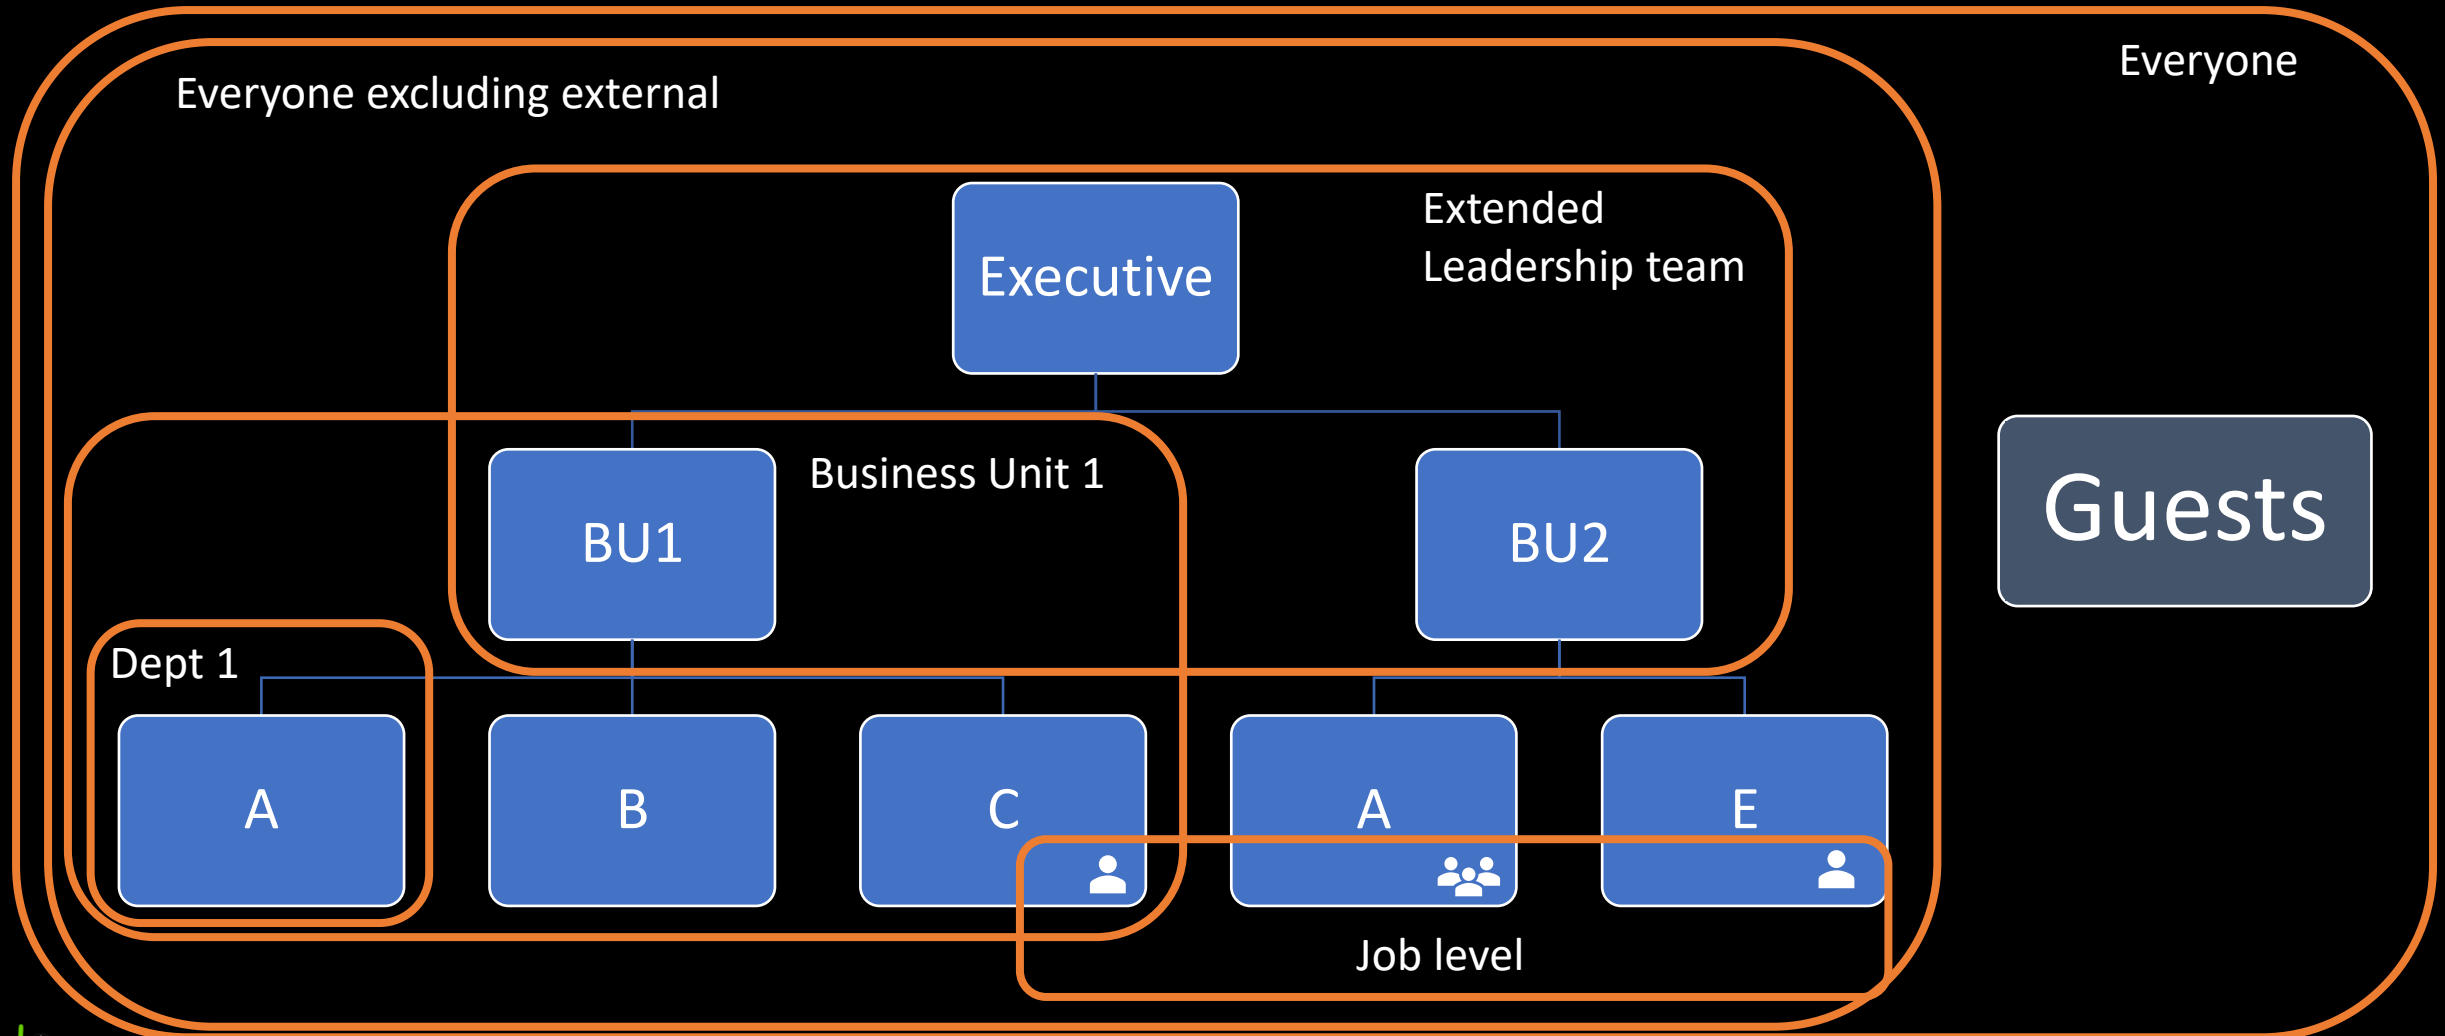 Everyone
Everyone excluding external
Extended
Leadership team
Executive
Business Unit 1
BU1
BU2
Guests
Dept 1
A
B
C
A
E
Job level